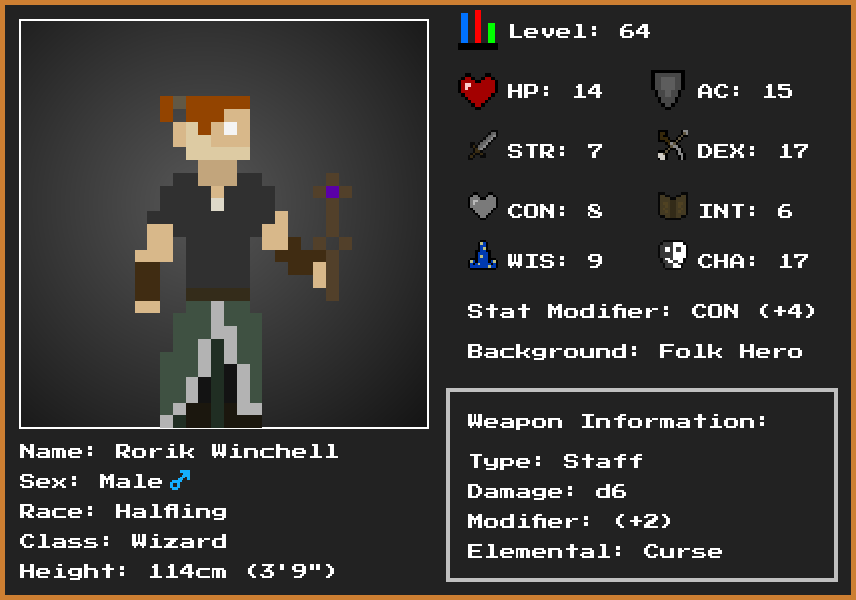 Level: 64
HP: 14
AC: 15
STR: 7
DEX: 17
CON: 8
INT: 6
WIS: 9
CHA: 17
Stat Modifier: CON (+4)
Background: Folk Hero
Weapon Information:
Type: Staff
Damage: d6
Modifier: (+2)
Elemental: Curse
Name: Rorik Winchell
Sex: Male♂
Race: Halfling
Class: Wizard
Height: 114cm (3'9")